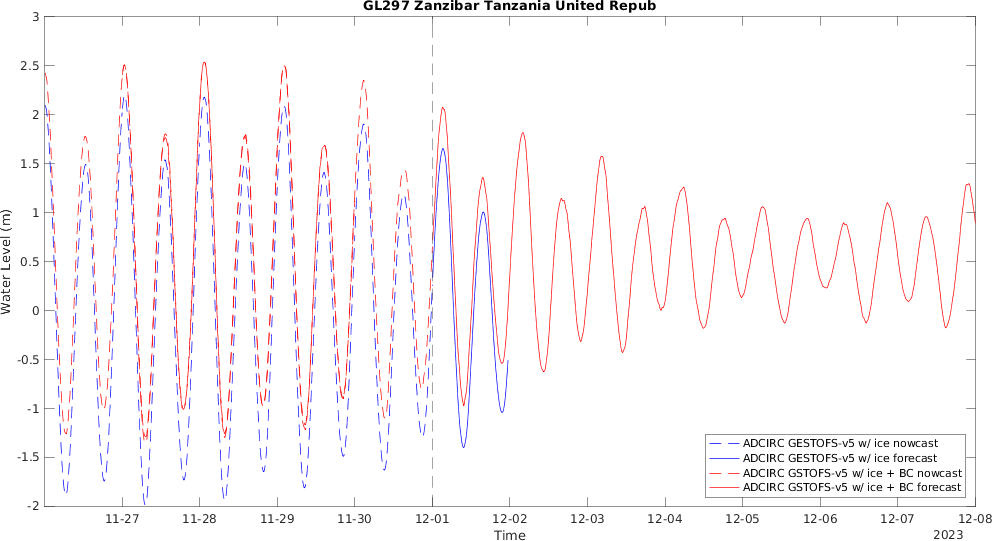 GL297 Zanzibar Tanzania United Repub
3
2.5
2
1.5
1
0.5
0
-0.5
-1
-1.5
-2
Water Level (m)
ADCIRC GESTOFS-v5 w/ ice nowcast
ADCIRC GESTOFS-v5 w/ ice forecast
ADCIRC GSTOFS-v5 w/ ice + BC nowcast
ADCIRC GSTOFS-v5 w/ ice + BC forecast
11-27 11-28 11-29 11-30 12-01 12-02 12-03 12-04 12-05 12-06 12-07 12-08
Time
2023